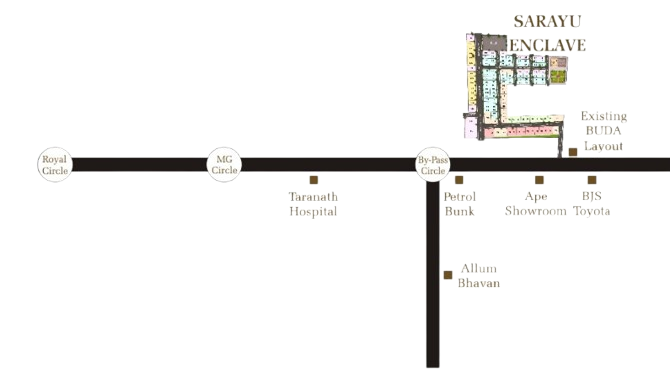 SARAYU
ENCLAVE
Existing
BUDA
Layout
Royal
Circle
MG
Circle
By-Pass
Circle
Taranath
Hospital
Petrol
Bunk
Ape
Showroom
BJS
Toyota
Allum
Bhavan